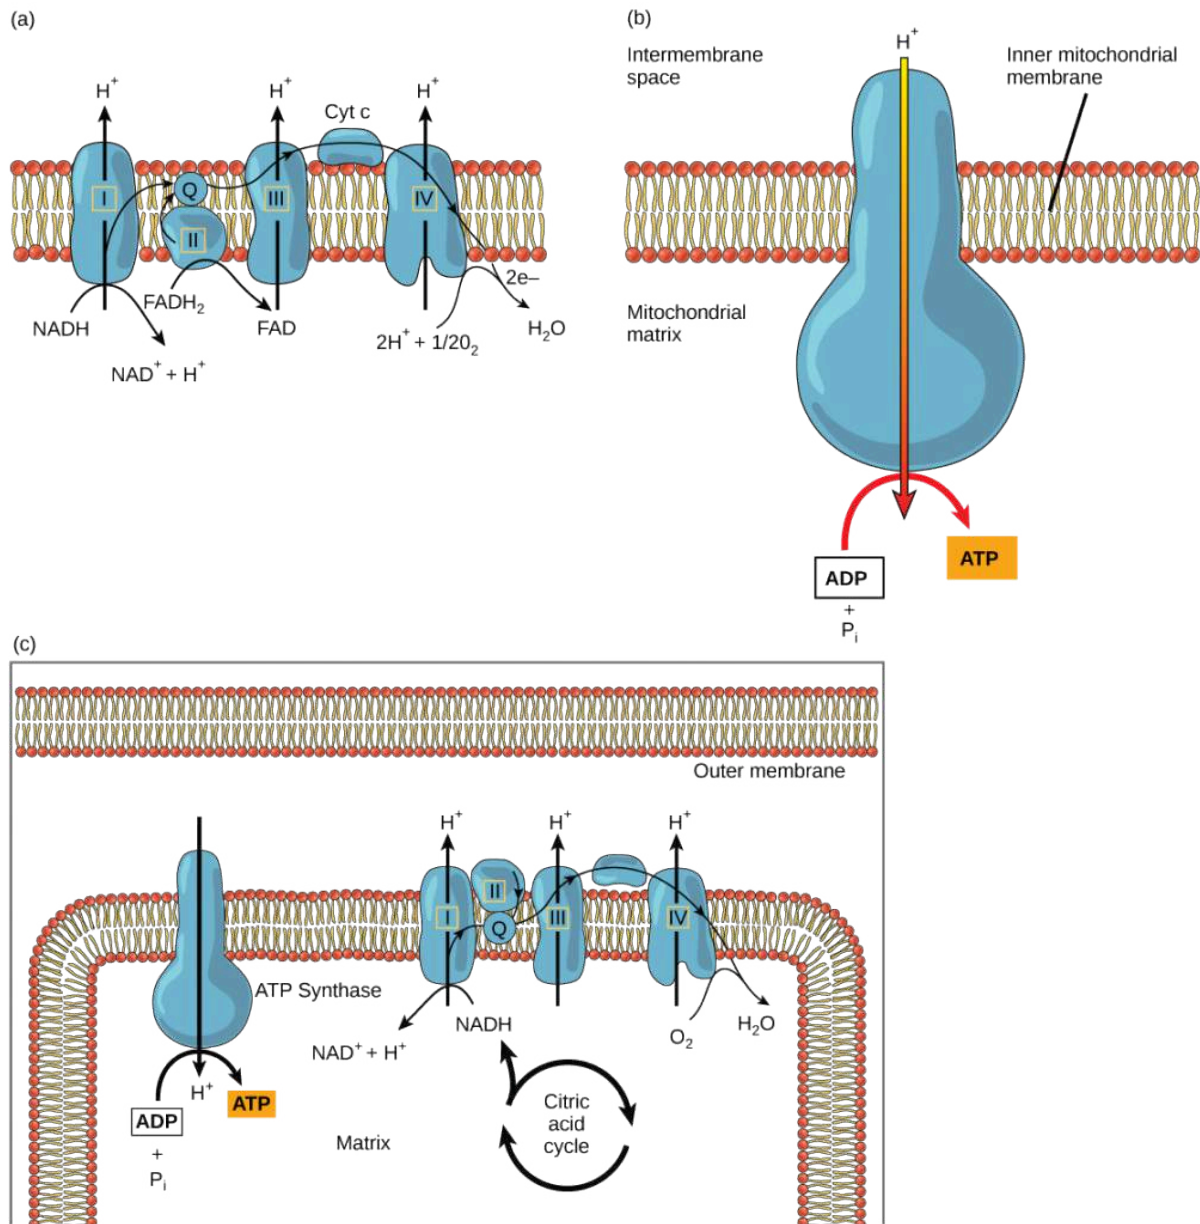 (a)
H⁺
H⁺
Cyt c
H⁺
I
Q
II
III
IV
NADH
FADH₂
FAD
NAD⁺ + H⁺
2H⁺ + 1/20₂
2e–
H₂O
(b)
Intermembrane
space
H⁺
Inner mitochondrial
membrane
Mitochondrial
matrix
ADP
+
Pᵢ
ATP
(c)
Outer membrane
H⁺
H⁺
H⁺
I
II
Q
III
IV
ATP Synthase
NAD⁺ + H⁺
NADH
O₂
H₂O
H⁺
ADP
+
Pᵢ
ATP
Matrix
Citric
acid
cycle